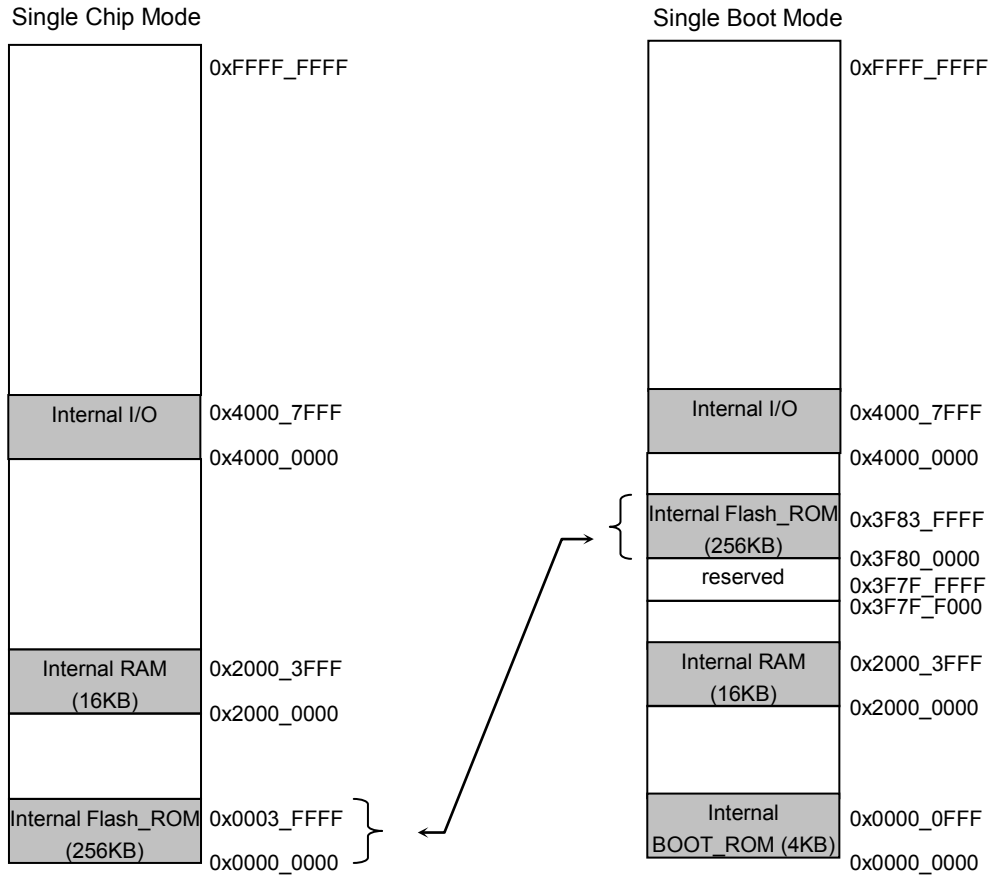 Single Chip Mode
0xFFFF_FFFF
Internal I/O
0x4000_7FFF
0x4000_0000
Internal RAM
(16KB)
0x2000_3FFF
0x2000_0000
Internal Flash_ROM
(256KB)
0x0003_FFFF
0x0000_0000
Single Boot Mode
0xFFFF_FFFF
Internal I/O
0x4000_7FFF
0x4000_0000
Internal Flash_ROM
(256KB)
0x3F83_FFFF
0x3F80_0000
reserved
0x3F7F_FFFF
0x3F7F_F000
Internal RAM
(16KB)
0x2000_3FFF
0x2000_0000
Internal
BOOT_ROM (4KB)
0x0000_0FFF
0x0000_0000